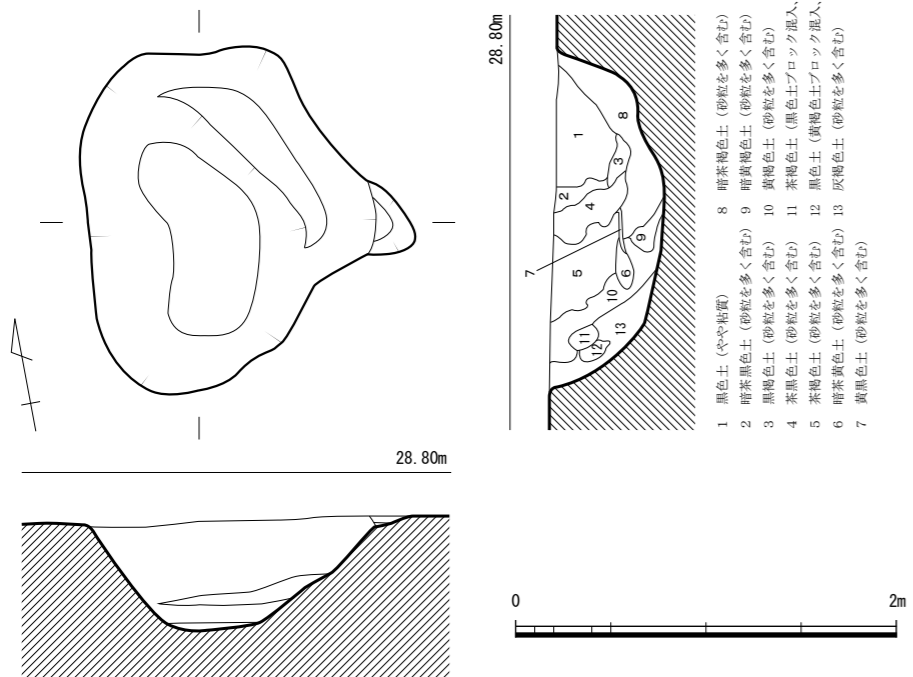 28.80m
28.80m
1
2
3
4
5
6
7
8
9
10
11
12
13
1 黒色土（やや粘質）
2 暗茶黒色土（砂粒を多く含む）
3 黒褐色土（砂粒を多く含む）
4 茶黒色土（砂粒を多く含む）
5 茶褐色土（砂粒を多く含む）
6 暗茶黄色土（砂粒を多く含む）
7 黄黒色土（砂粒を多く含む）
8 暗茶褐色土（砂粒を多く含む）
9 暗黄褐色土（砂粒を多く含む）
10 黄褐色土（砂粒を多く含む）
11 茶褐色土（黒色土ブロック混入、
12 黒色土（黄褐色土ブロック混入、
13 灰褐色土（砂粒を多く含む）
0 2m